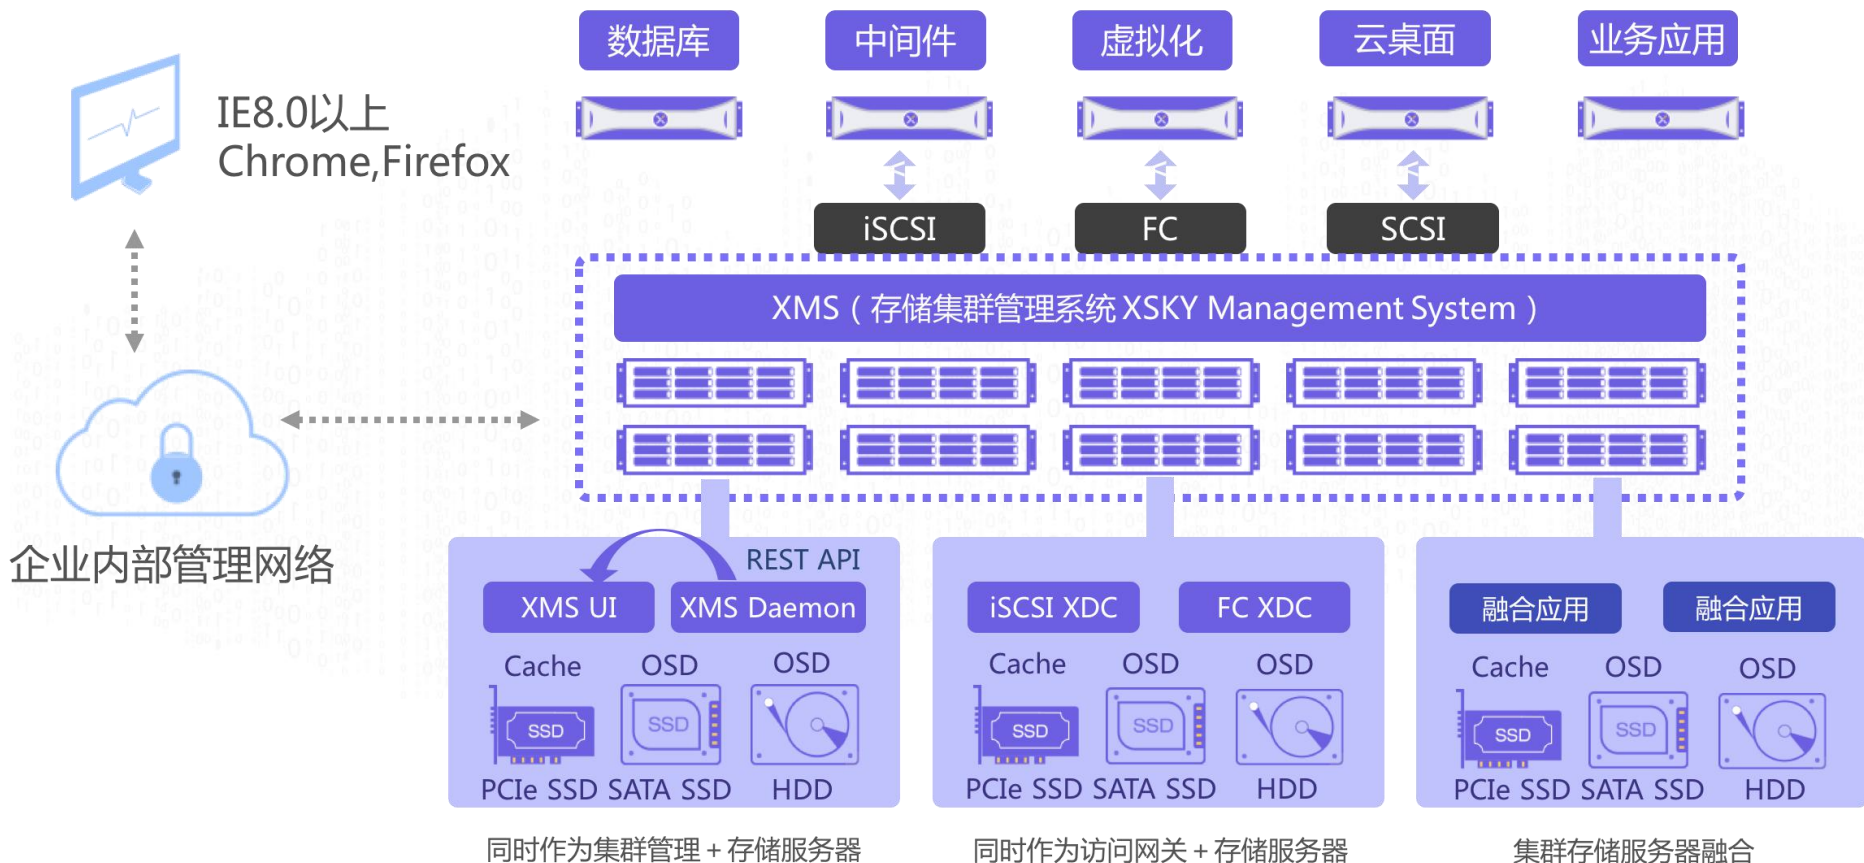 数据库
中间件
虚拟化
云桌面
业务应用
IE8.0以上
Chrome,Firefox
iSCSI
FC
SCSI
XMS（存储集群管理系统 XSKY Management System）
企业内部管理网络
REST API
XMS UI
XMS Daemon
Cache
OSD
OSD
SSD
SSD
PCIe SSD
SATA SSD
HDD
同时作为集群管理+存储服务器
iSCSI XDC
FC XDC
Cache
OSD
OSD
SSD
SSD
PCIe SSD
SATA SSD
HDD
同时作为访问网关+存储服务器
融合应用
融合应用
Cache
OSD
OSD
SSD
SSD
PCIe SSD
SATA SSD
HDD
集群存储服务器融合